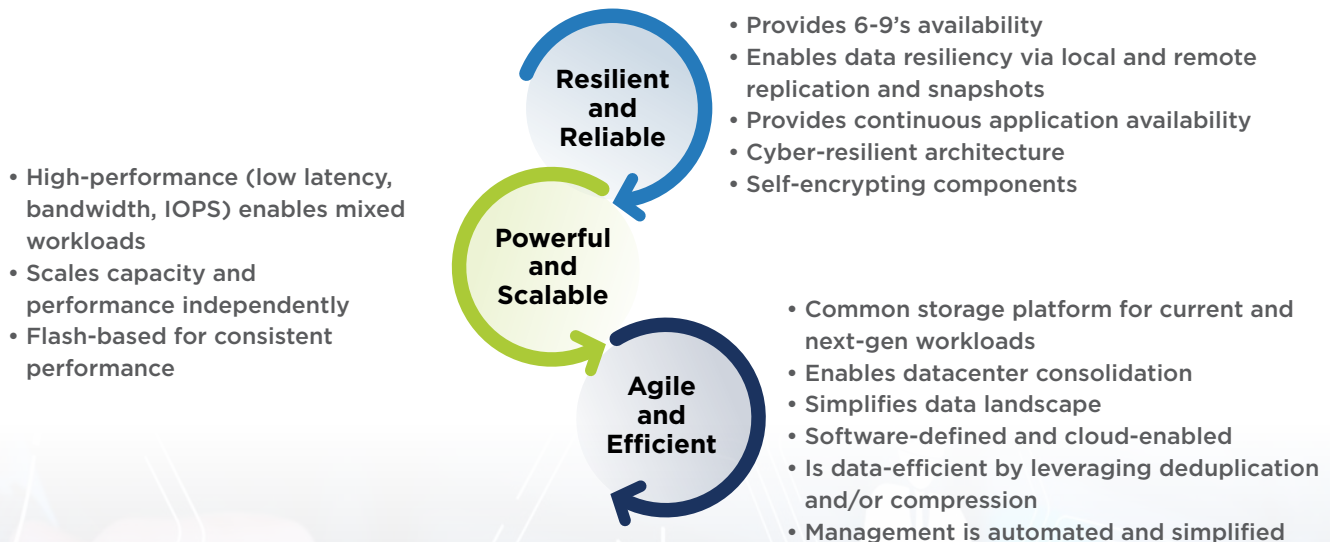 Resilient
and
Reliable
• Provides 6-9’s availability
• Enables data resiliency via local and remote
replication and snapshots
• Provides continuous application availability
• Cyber-resilient architecture
• Self-encrypting components
• High-performance (low latency,
bandwidth, IOPS) enables mixed
workloads
• Scales capacity and
performance independently
• Flash-based for consistent
performance
Powerful
and
Scalable
Agile
and
Efficient
• Common storage platform for current and
next-gen workloads
• Enables datacenter consolidation
• Simplifies data landscape
• Software-defined and cloud-enabled
• Is data-efficient by leveraging deduplication
and/or compression
• Management is automated and simplified